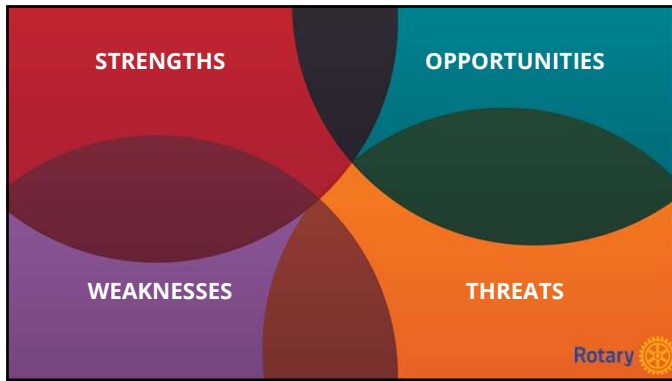 STRENGTHS
OPPORTUNITIES
WEAKNESSES
THREATS
Rotary